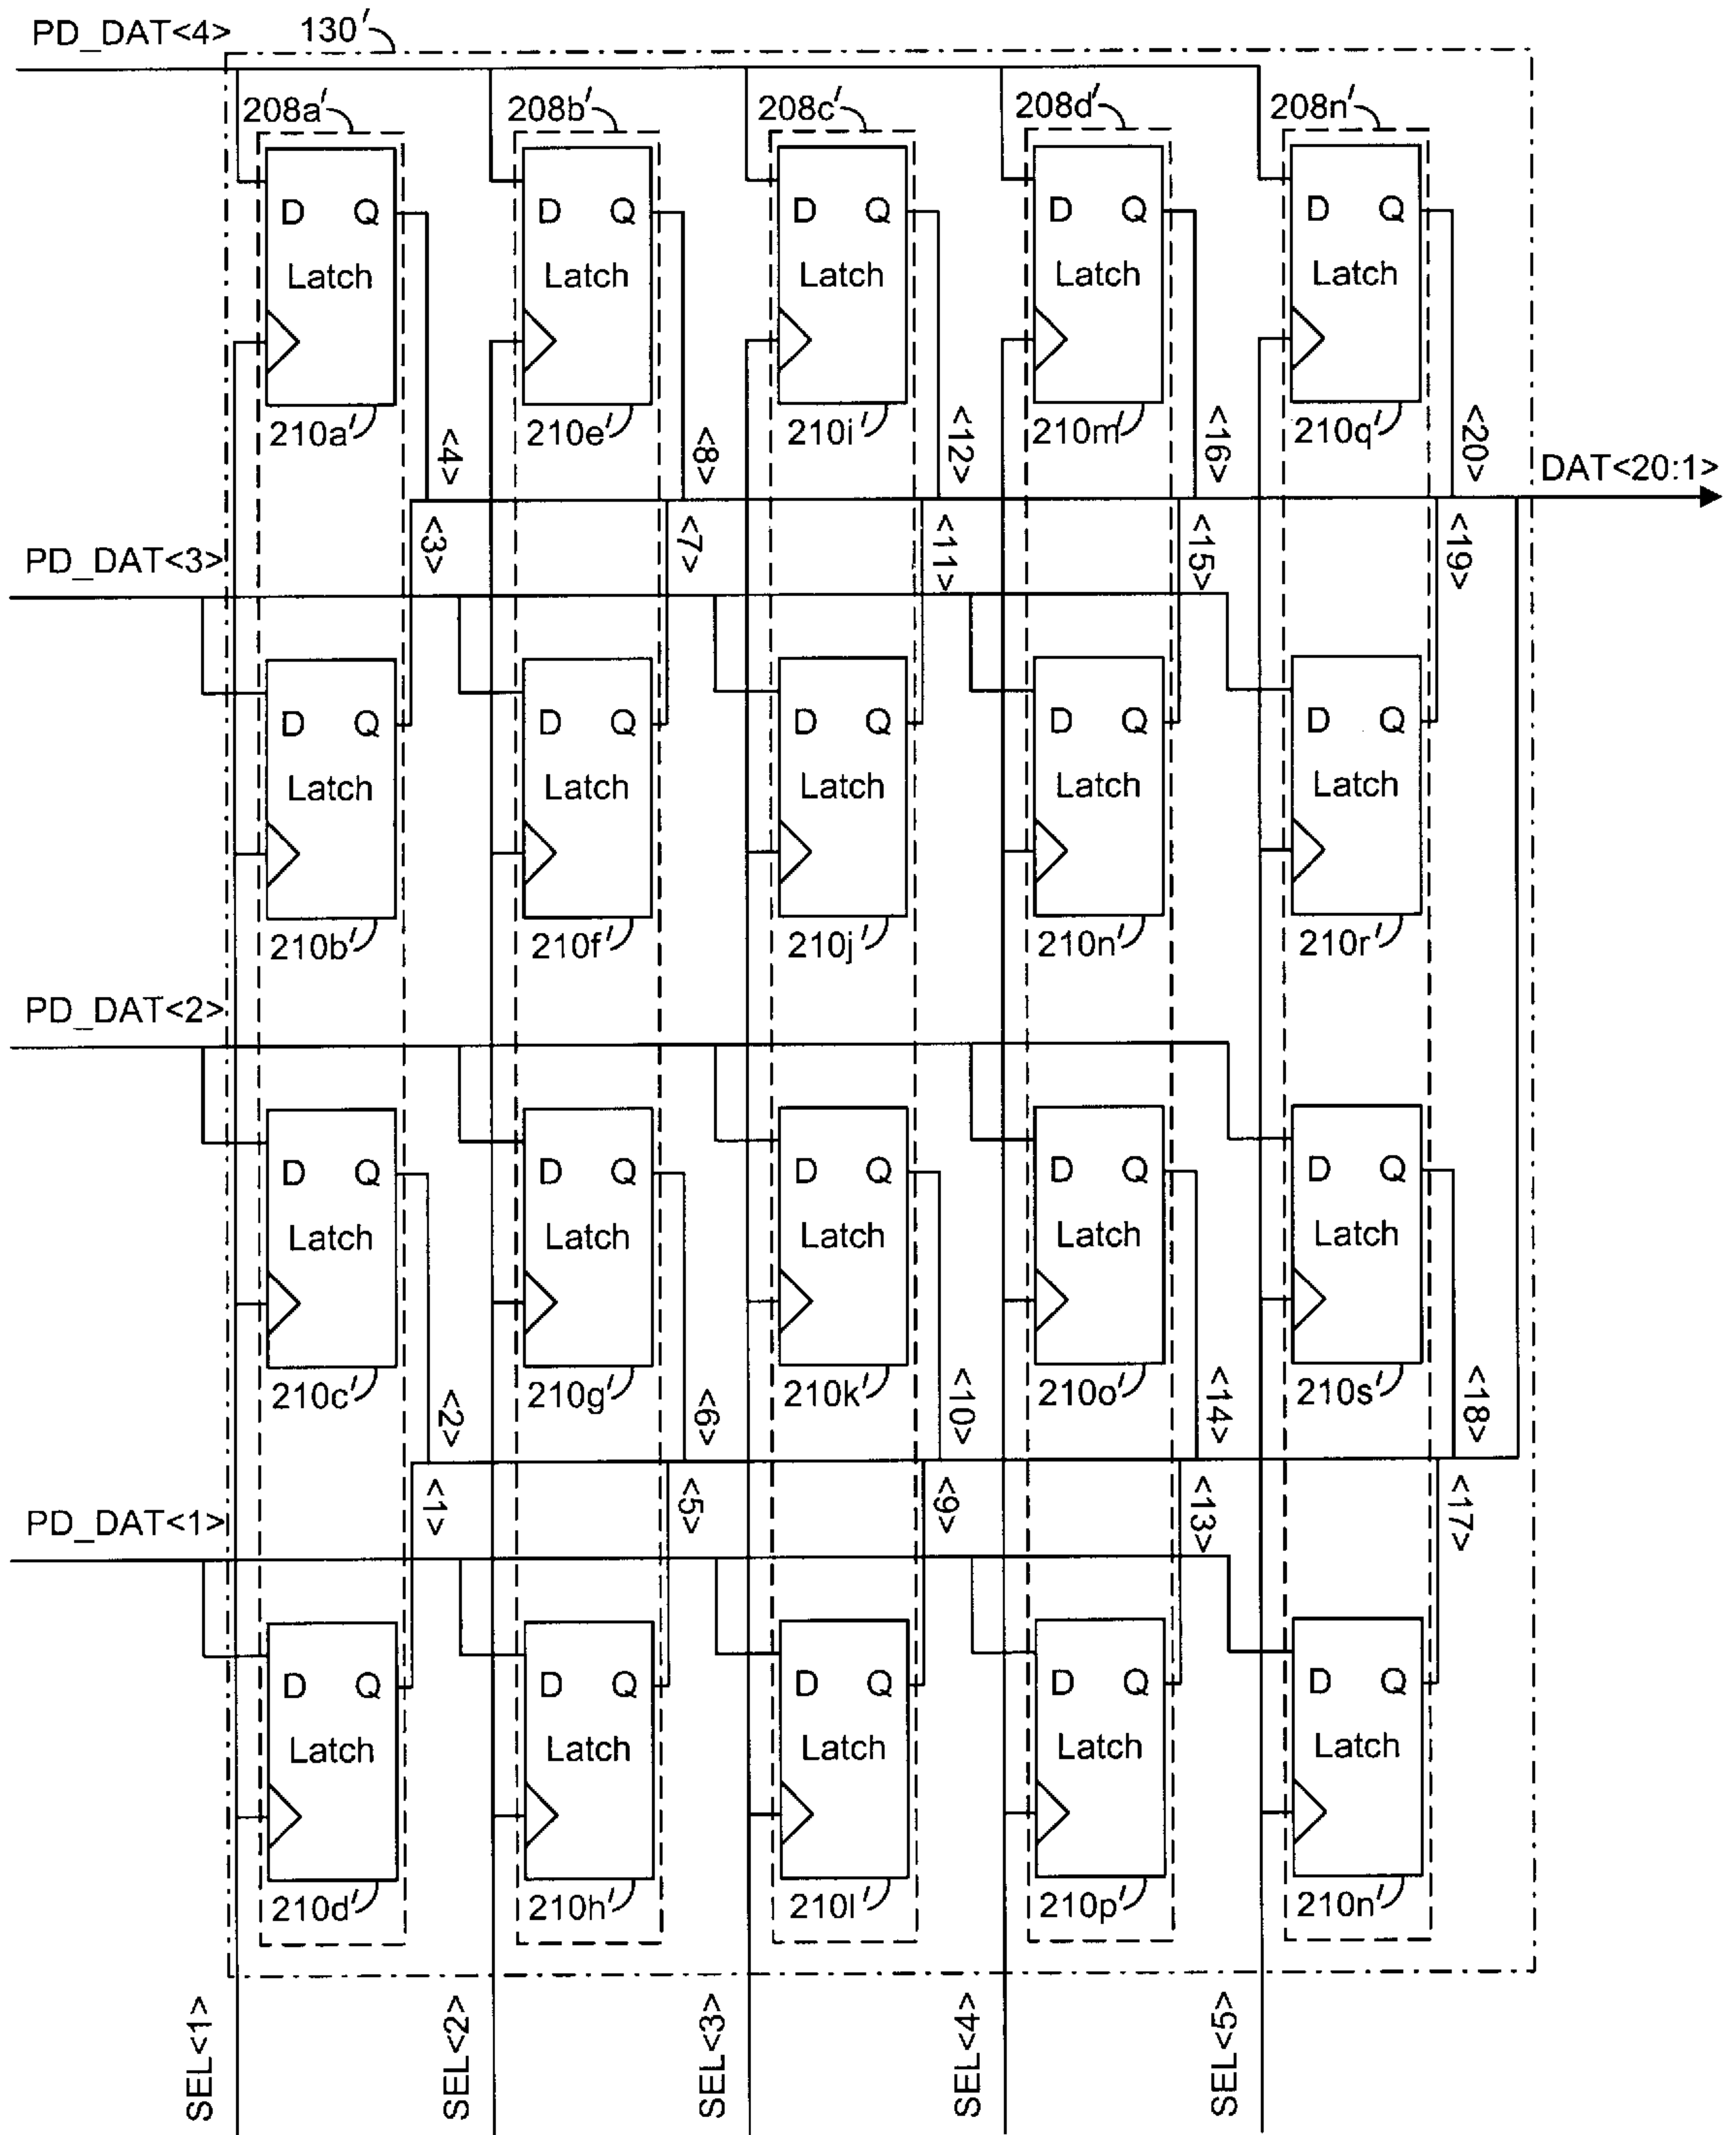 PD_DAT<4> 130′
208a′ 208b′ 208c′ 208d′ 208n′
D Q D Q D Q D Q D Q
Latch Latch Latch Latch Latch
210a′ 210e′ 210i′ 210m′ 210q′
<4> <8> <12> <16> <20>
DAT<20:1>
<3> <7> <11> <15> <19>
PD_DAT<3>
D Q D Q D Q D Q D Q
Latch Latch Latch Latch Latch
210b′ 210f′ 210j′ 210n′ 210r′
PD_DAT<2>
D Q D Q D Q D Q D Q
Latch Latch Latch Latch Latch
210c′ 210g′ 210k′ 210o′ 210s′
<2> <6> <10> <14> <18>
<1> <5> <9> <13> <17>
PD_DAT<1>
D Q D Q D Q D Q D Q
Latch Latch Latch Latch Latch
210d′ 210h′ 210l′ 210p′ 210n′
SEL<1> SEL<2> SEL<3> SEL<4> SEL<5>